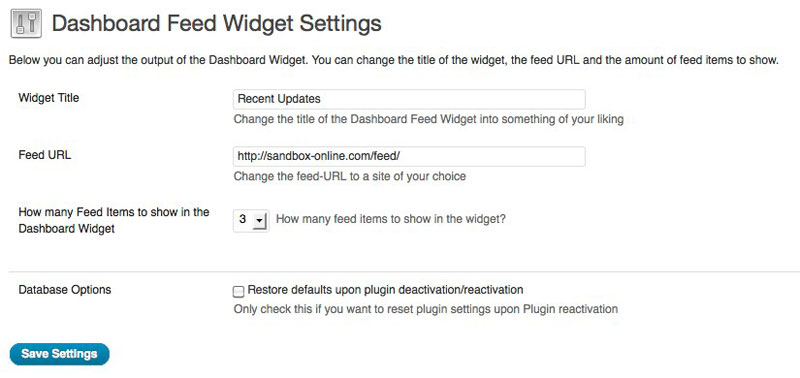 Dashboard Feed Widget Settings
Below you can adjust the output of the Dashboard Widget. You can change the title of the widget, the feed URL and the amount of feed items to show.
Widget Title
Recent Updates
Change the title of the Dashboard Feed Widget into something of your liking
Feed URL
http://sandbox-online.com/feed/
Change the feed-URL to a site of your choice
How many Feed Items to show in the
Dashboard Widget
3
How many feed items to show in the widget?
Database Options
Restore defaults upon plugin deactivation/reactivation
Only check this if you want to reset plugin settings upon Plugin reactivation
Save Settings